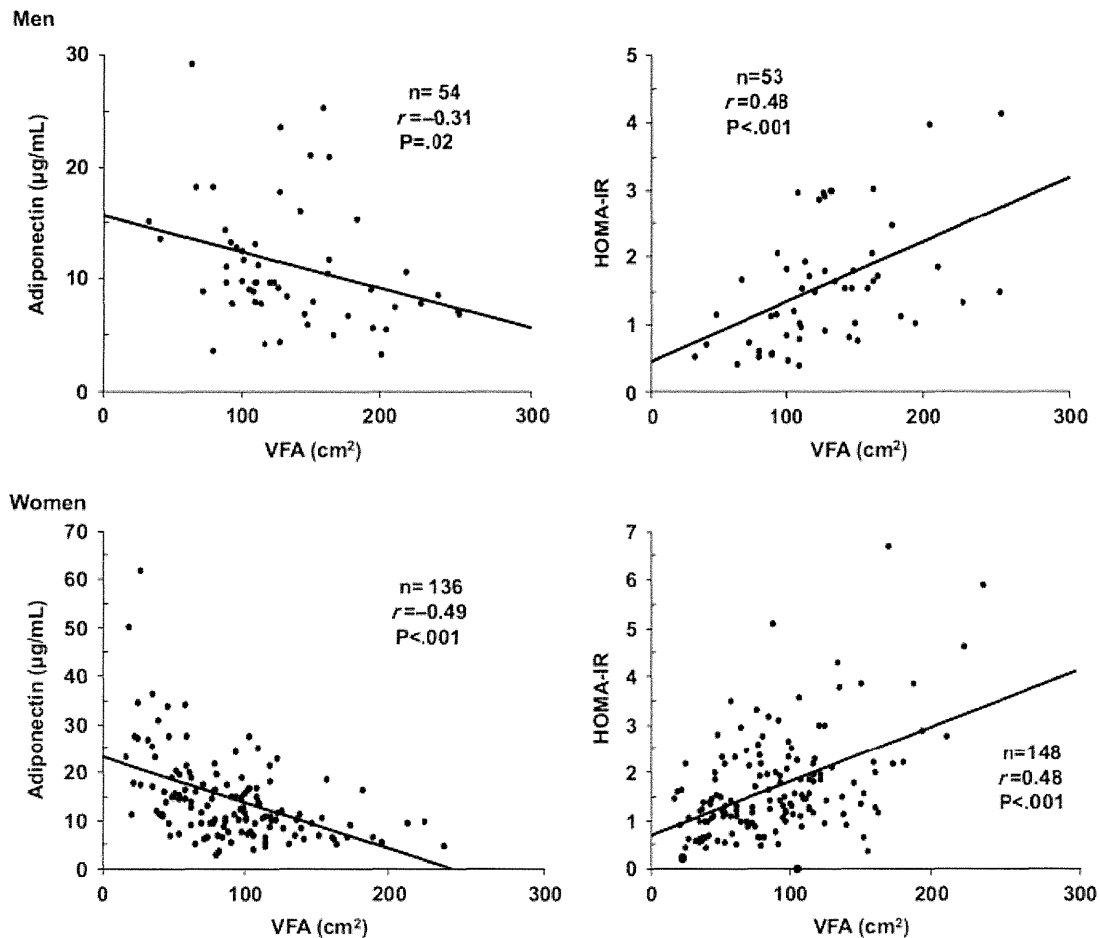 Men
30
20
10
0
0
100
200
300
Adiponectin (µg/mL)
VFA (cm²)
n= 54
r=–0.31
P=.02
5
4
3
2
1
0
0
100
200
300
HOMA-IR
VFA (cm²)
n=53
r=0.48
P<.001
Women
70
60
50
40
30
20
10
0
0
100
200
300
Adiponectin (µg/mL)
VFA (cm²)
n= 136
r=–0.49
P<.001
7
6
5
4
3
2
1
0
0
100
200
300
HOMA-IR
VFA (cm²)
n=148
r=0.48
P<.001